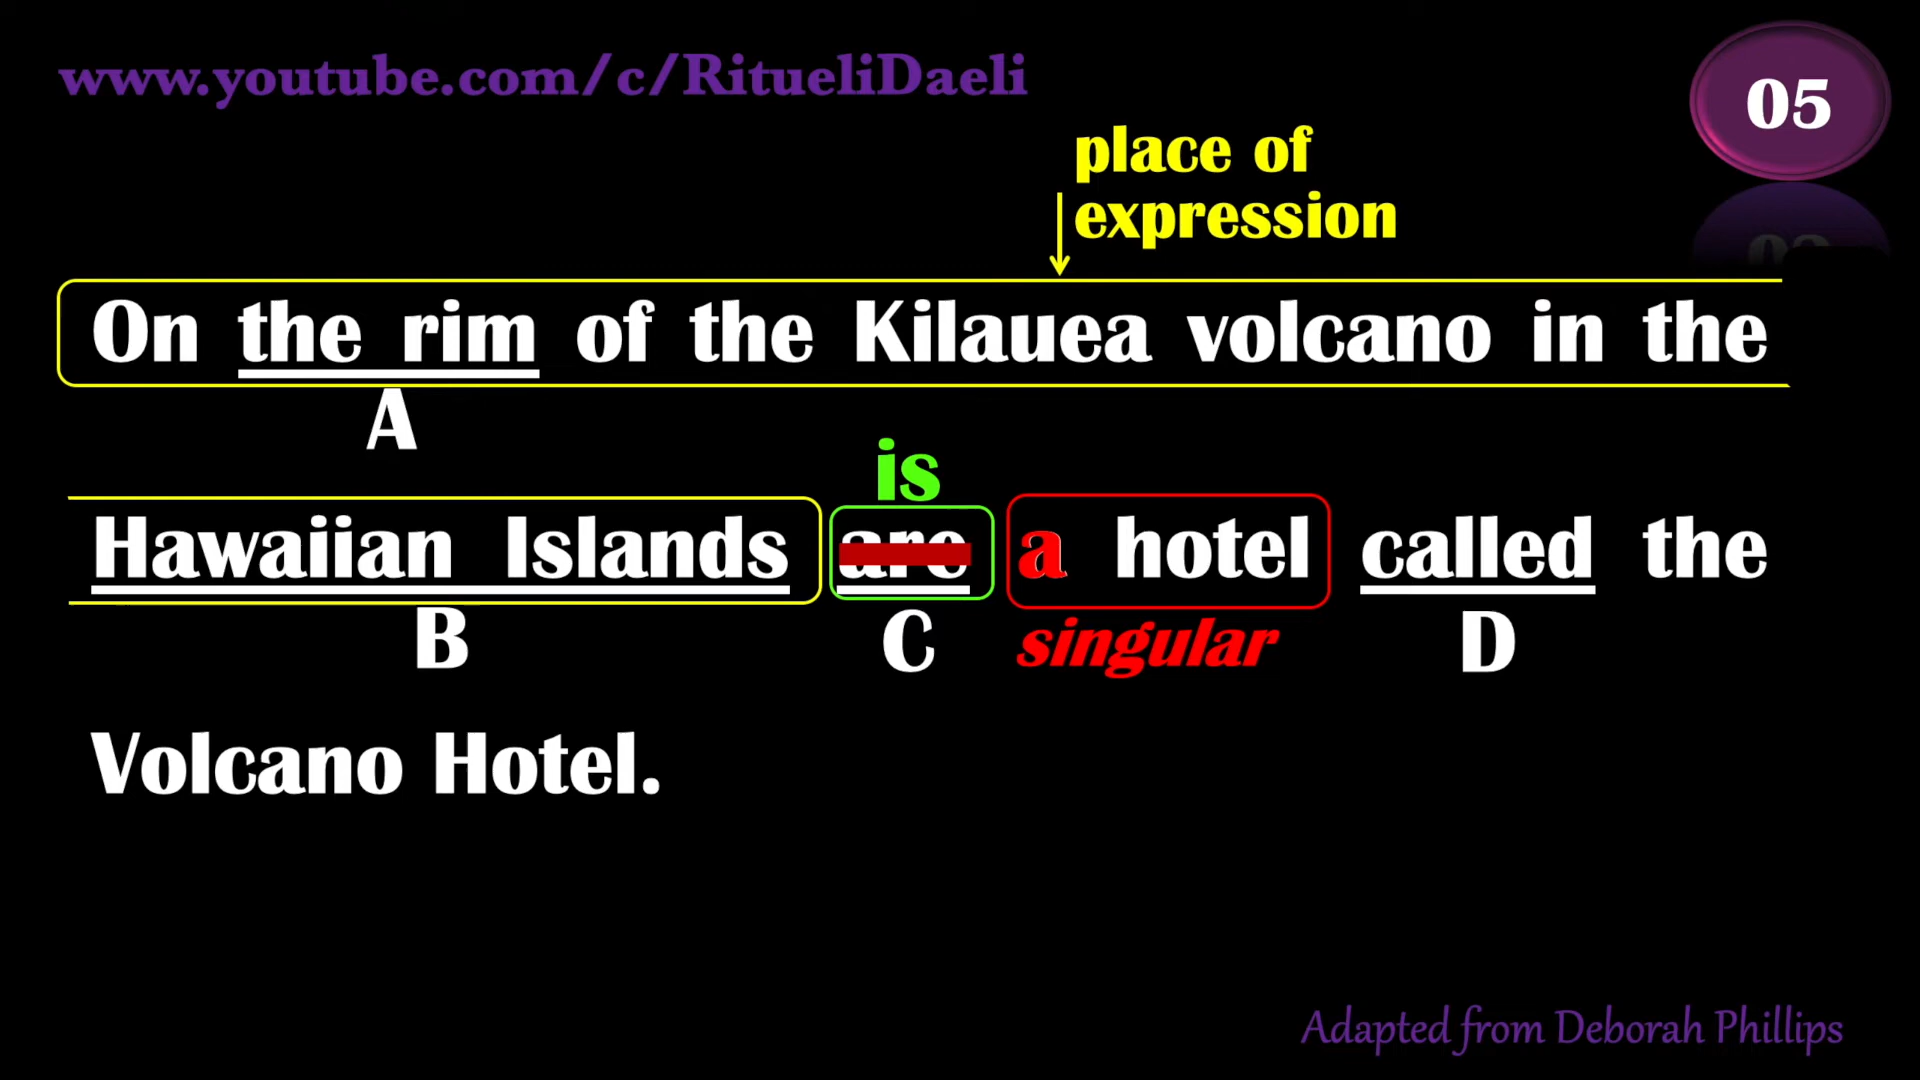 www.youtube.com/c/RitueliDaeli
05
place of
expression
On the rim of the Kilauea volcano in the
A
is
Hawaiian Islands are a hotel called the
B C singular D
Volcano Hotel.
Adapted from Deborah Phillips